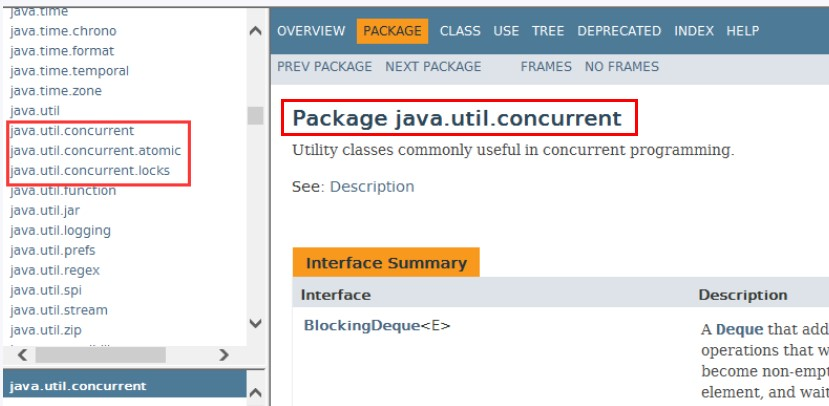 java.time
java.time.chrono
java.time.format
java.time.temporal
java.time.zone
java.util
java.util.concurrent
java.util.concurrent.atomic
java.util.concurrent.locks
java.util.function
java.util.jar
java.util.logging
java.util.prefs
java.util.regex
java.util.spi
java.util.stream
java.util.zip
java.util.concurrent
OVERVIEW PACKAGE CLASS USE TREE DEPRECATED INDEX HELP
PREV PACKAGE NEXT PACKAGE FRAMES NO FRAMES
Package java.util.concurrent
Utility classes commonly useful in concurrent programming.
See: Description
Interface Summary
Interface Description
BlockingDeque<E> A Deque that add
operations that w
become non-empt
element, and wait